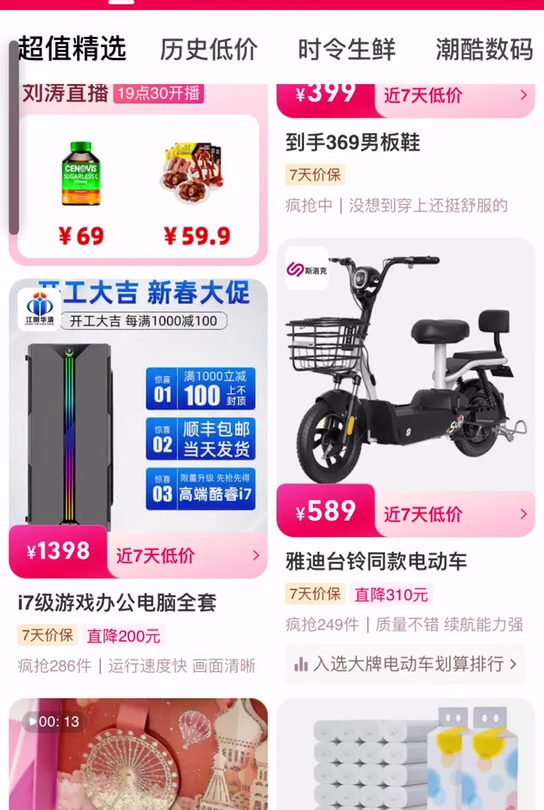 超值精选
历史低价
时令生鲜
潮酷数码
刘涛直播
19点30开播
CENOVIS
SUGARLESS C
¥69
¥59.9
江南华清
开工大吉 新春大促
开工大吉 每满1000减100
惊喜
01
满1000立减
100
上不
封顶
惊喜
02
顺丰包邮
当天发货
惊喜
03
限量升级 先抢先得
高端酷睿i7
¥1398
近7天低价
i7级游戏办公电脑全套
7天价保
直降200元
疯抢286件｜运行速度快 画面清晰
00: 13
¥399
近7天低价
到手369男板鞋
7天价保
疯抢中｜没想到穿上还挺舒服的
斯洛克
¥589
近7天低价
雅迪台铃同款电动车
7天价保
直降310元
疯抢249件｜质量不错 续航能力强
入选大牌电动车划算排行